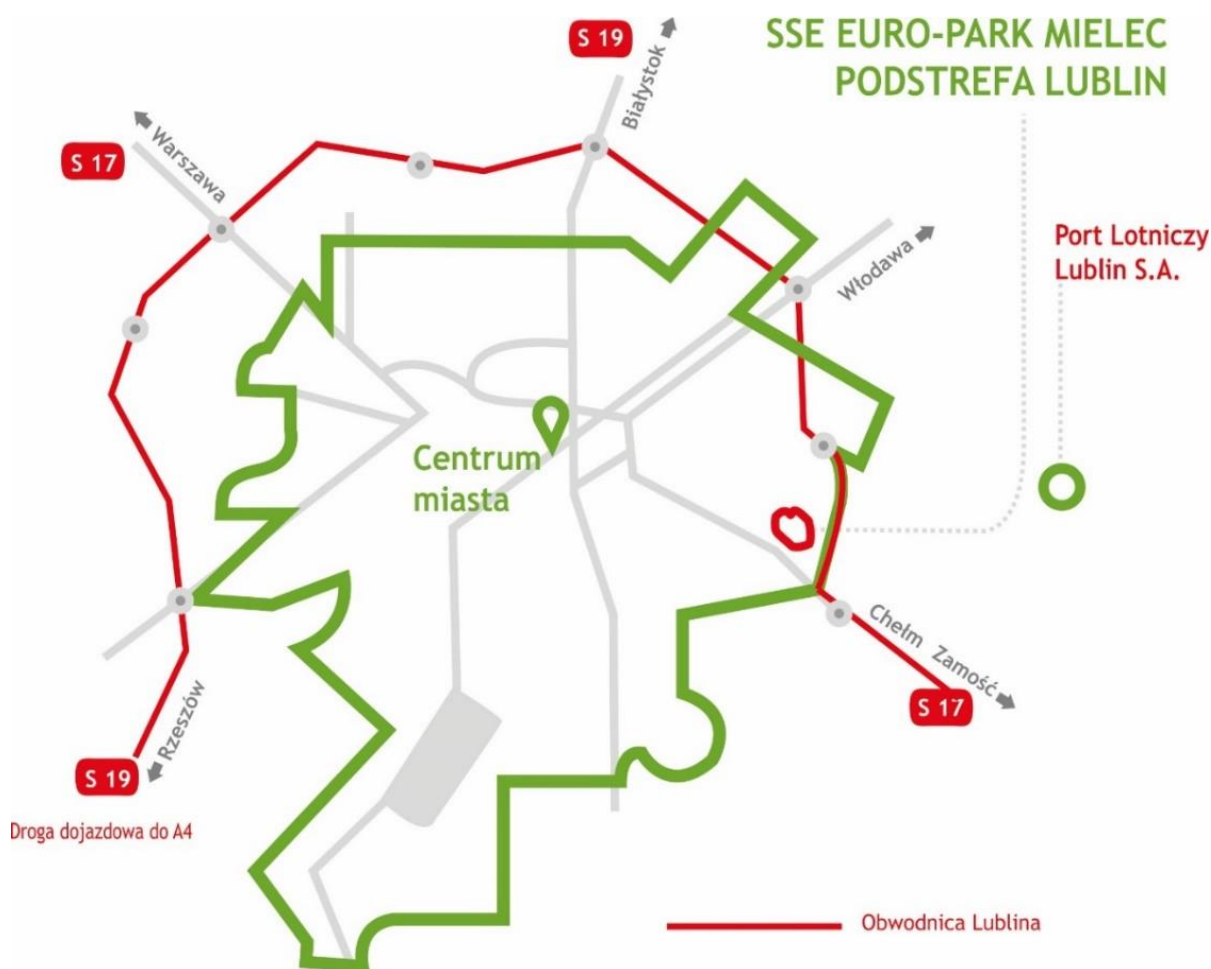 S 19
SSE EURO-PARK MIELEC
PODSTREFA LUBLIN
Białystok
S 17
Warszawa
Port Lotniczy
Lublin S.A.
Włodawa
Centrum
miasta
Chełm Zamość
S 17
Rzeszów
S 19
Droga dojazdowa do A4
Obwodnica Lublina